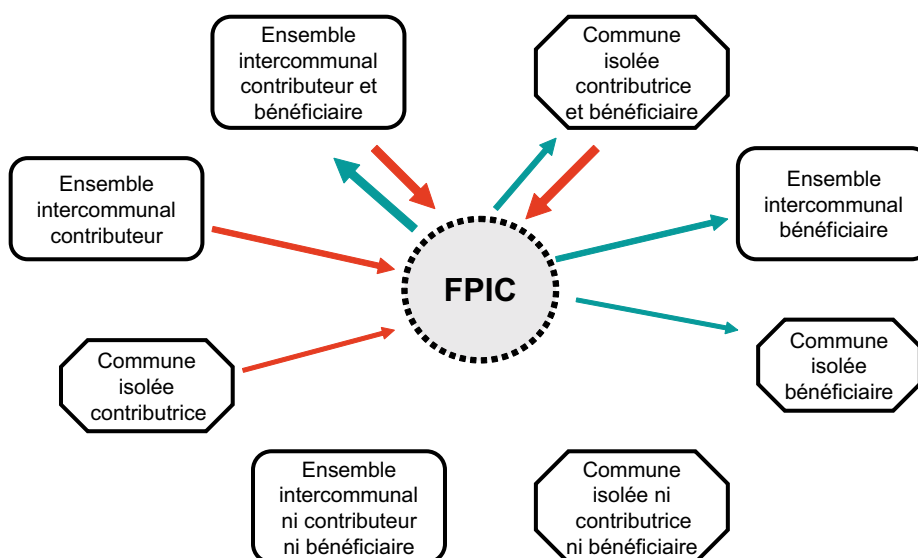 Ensemble
intercommunal
contributeur et
bénéficiaire
Commune
isolée
contributrice
et bénéficiaire
Ensemble
intercommunal
contributeur
Ensemble
intercommunal
bénéficiaire
FPIC
Commune
isolée
contributrice
Commune
isolée
bénéficiaire
Ensemble
intercommunal
ni contributeur
ni bénéficiaire
Commune
isolée ni
contributrice
ni bénéficiaire